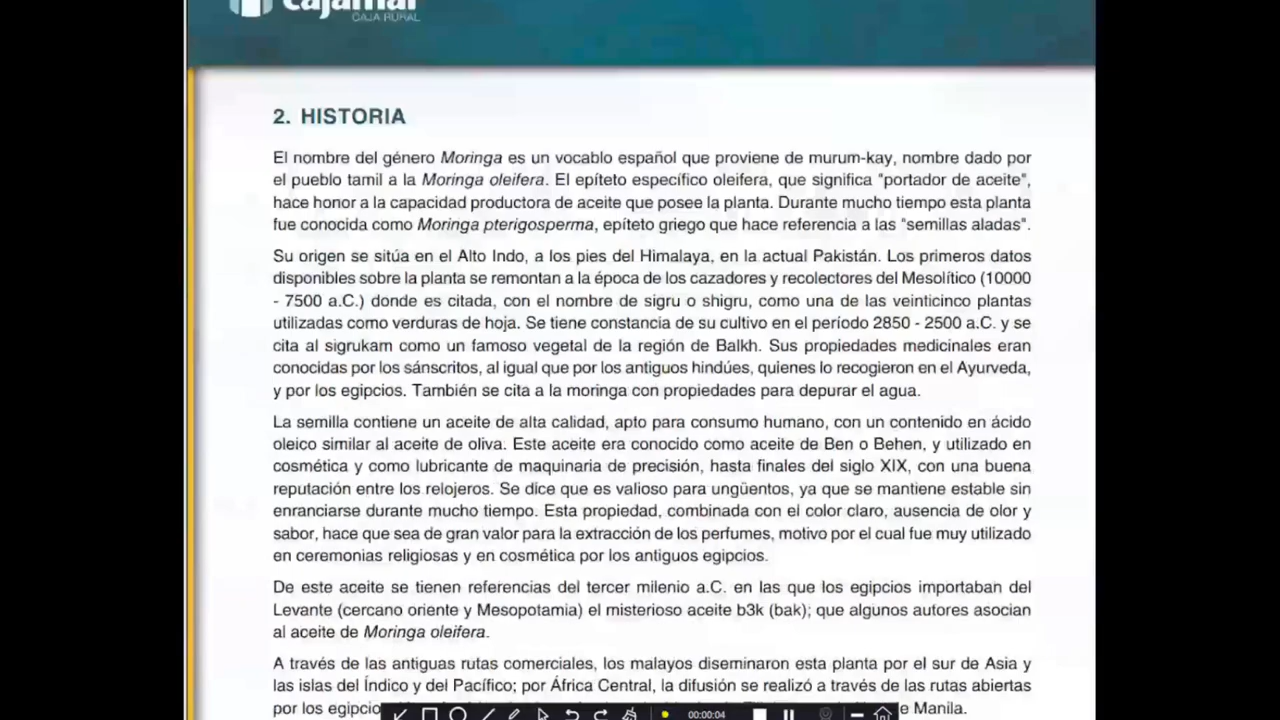 cajamar
CAJA RURAL
2. HISTORIA
El nombre del género Moringa es un vocablo español que proviene de murum-kay, nombre dado por
el pueblo tamil a la Moringa oleifera. El epíteto específico oleifera, que significa "portador de aceite",
hace honor a la capacidad productora de aceite que posee la planta. Durante mucho tiempo esta planta
fue conocida como Moringa pterigosperma, epíteto griego que hace referencia a las "semillas aladas".
Su origen se sitúa en el Alto Indo, a los pies del Himalaya, en la actual Pakistán. Los primeros datos
disponibles sobre la planta se remontan a la época de los cazadores y recolectores del Mesolítico (10000
- 7500 a.C.) donde es citada, con el nombre de sigru o shigru, como una de las veinticinco plantas
utilizadas como verduras de hoja. Se tiene constancia de su cultivo en el período 2850 - 2500 a.C. y se
cita al sigrukam como un famoso vegetal de la región de Balkh. Sus propiedades medicinales eran
conocidas por los sánscritos, al igual que por los antiguos hindúes, quienes lo recogieron en el Ayurveda,
y por los egipcios. También se cita a la moringa con propiedades para depurar el agua.
La semilla contiene un aceite de alta calidad, apto para consumo humano, con un contenido en ácido
oleico similar al aceite de oliva. Este aceite era conocido como aceite de Ben o Behen, y utilizado en
cosmética y como lubricante de maquinaria de precisión, hasta finales del siglo XIX, con una buena
reputación entre los relojeros. Se dice que es valioso para ungüentos, ya que se mantiene estable sin
enranciarse durante mucho tiempo. Esta propiedad, combinada con el color claro, ausencia de olor y
sabor, hace que sea de gran valor para la extracción de los perfumes, motivo por el cual fue muy utilizado
en ceremonias religiosas y en cosmética por los antiguos egipcios.
De este aceite se tienen referencias del tercer milenio a.C. en las que los egipcios importaban del
Levante (cercano oriente y Mesopotamia) el misterioso aceite b3k (bak); que algunos autores asocian
al aceite de Moringa oleifera.
A través de las antiguas rutas comerciales, los malayos diseminaron esta planta por el sur de Asia y
las islas del Índico y del Pacífico; por África Central, la difusión se realizó a través de las rutas abiertas
por los egipcio e Manila.
00:00:04